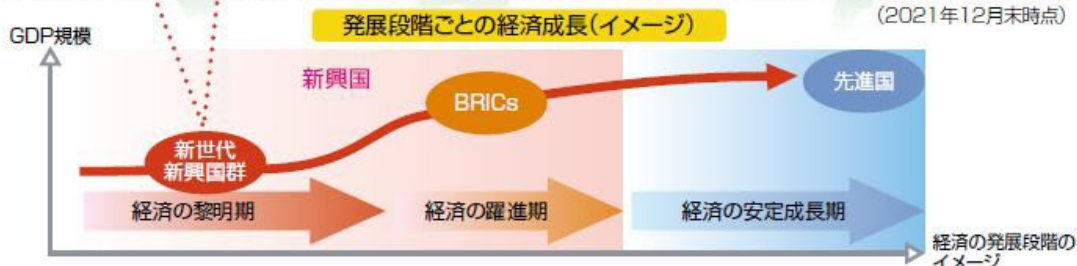 (2021年12月末時点)
発展段階ごとの経済成長(イメージ)
GDP規模
新興国
BRICs
先進国
新世代
新興国群
経済の黎明期
経済の躍進期
経済の安定成長期
経済の発展段階の
イメージ